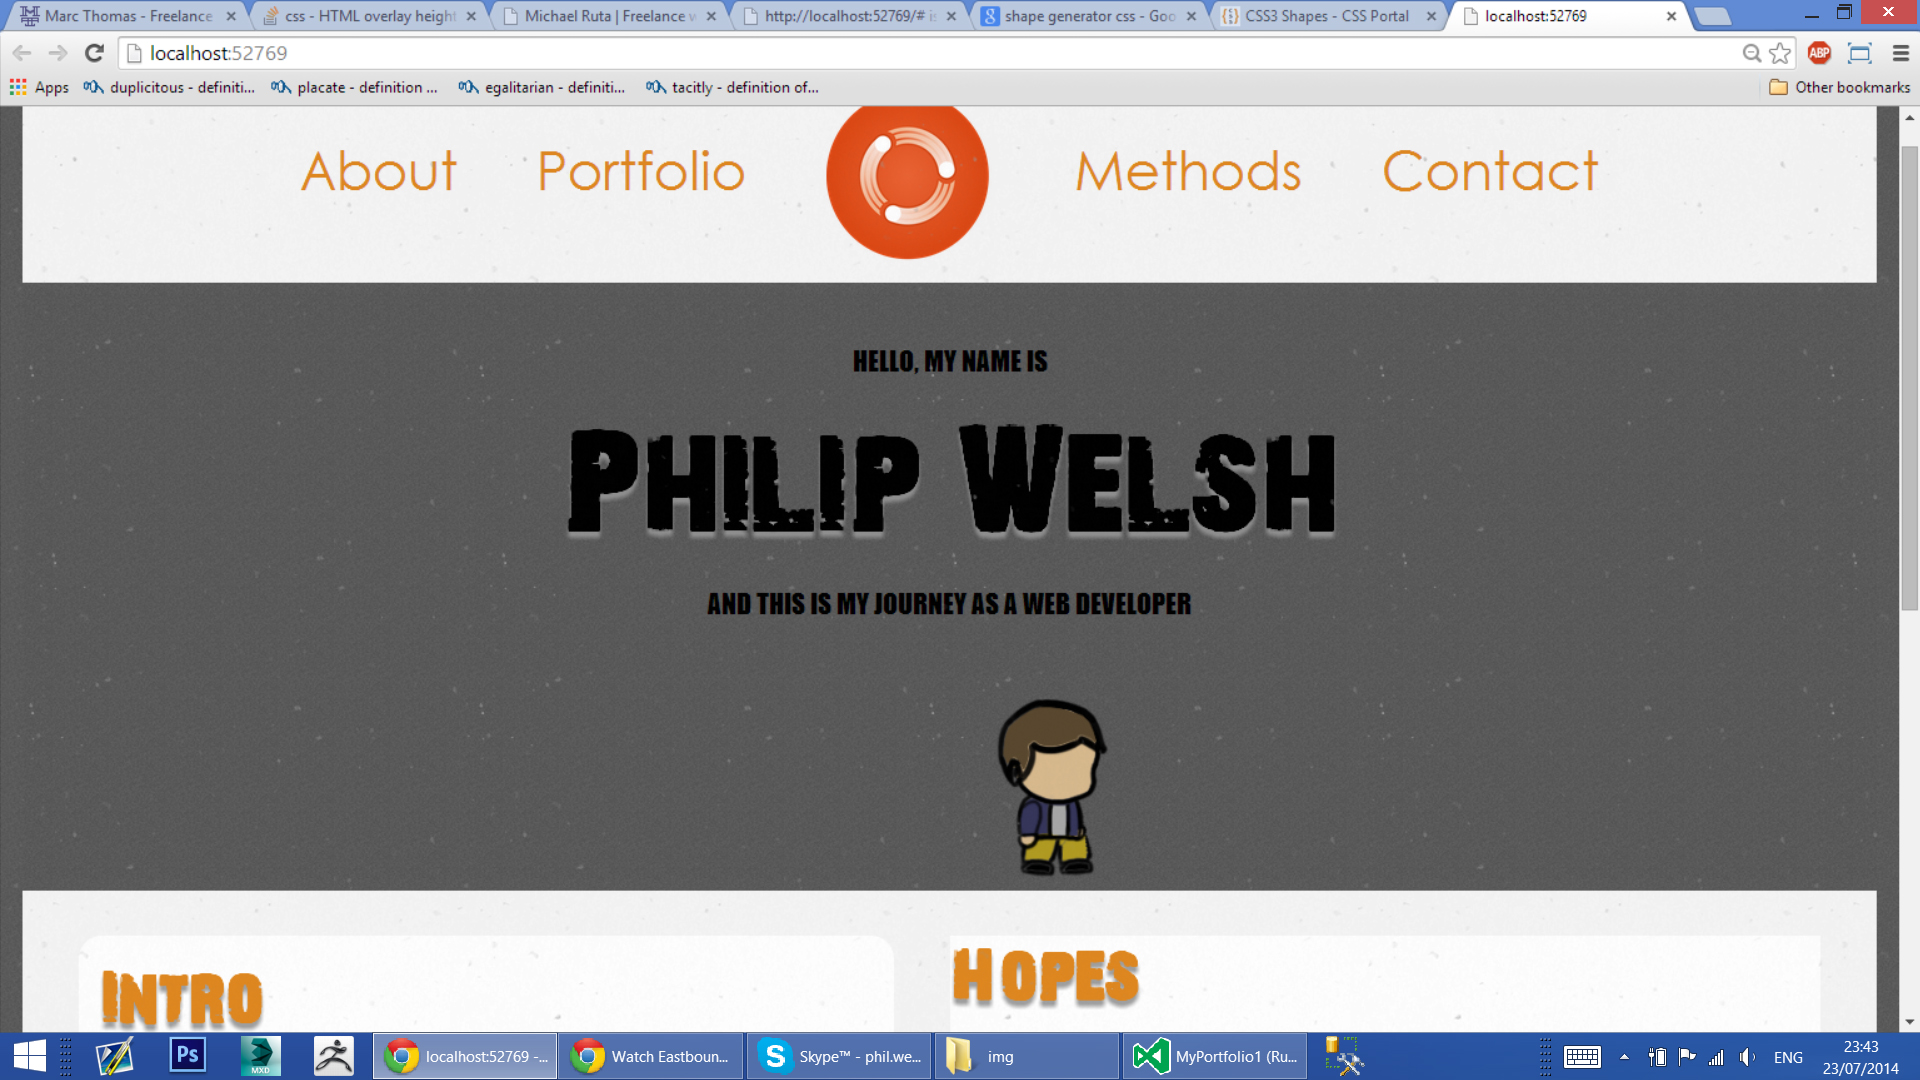 Marc Thomas - Freelance
css - HTML overlay height
Michael Ruta | Freelance w
http://localhost:52769/# is
shape generator css - Goo
CSS3 Shapes - CSS Portal
localhost:52769
localhost:52769
ABP
Apps
duplicitous - definiti...
placate - definition ...
egalitarian - definiti...
tacitly - definition of...
Other bookmarks
About Portfolio Methods Contact
HELLO, MY NAME IS
PHILIP WELSH
AND THIS IS MY JOURNEY AS A WEB DEVELOPER
INTRO
HOPES
Ps
MXD
localhost:52769 -...
Watch Eastboun...
Skype™ - phil.we...
img
MyPortfolio1 (Ru...
ENG
23:43
23/07/2014